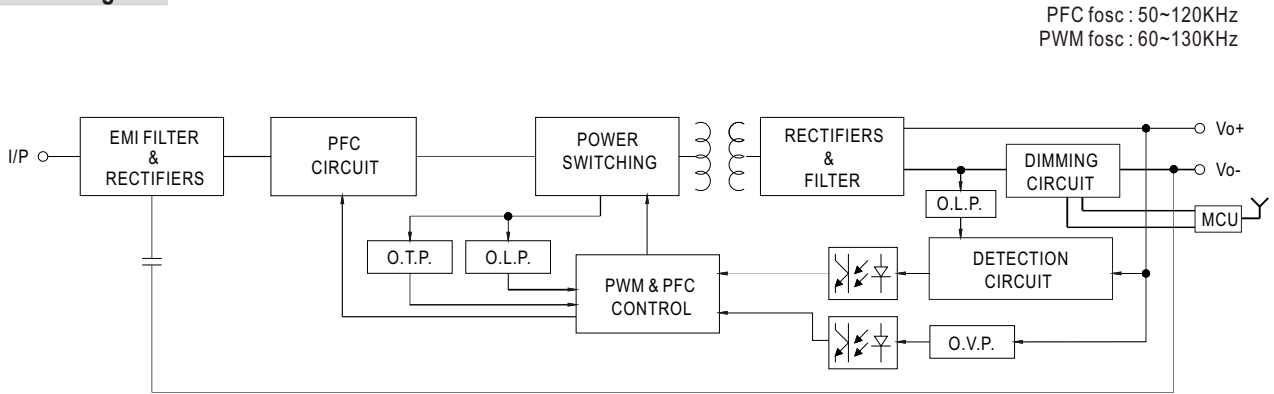 PFC fosc : 50~120KHz
PWM fosc : 60~130KHz
I/P
EMI FILTER
&
RECTIFIERS
PFC
CIRCUIT
POWER
SWITCHING
RECTIFIERS
&
FILTER
DIMMING
CIRCUIT
Vo+
Vo-
MCU
O.L.P.
O.T.P.
O.L.P.
PWM & PFC
CONTROL
DETECTION
CIRCUIT
O.V.P.